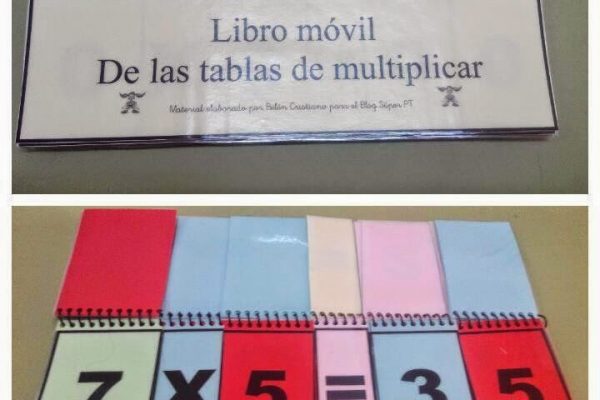 Libro móvil
De las tablas de multiplicar
Material elaborado por Belén Cristiano para el Blog Súper PT
7 X 5 = 3 5